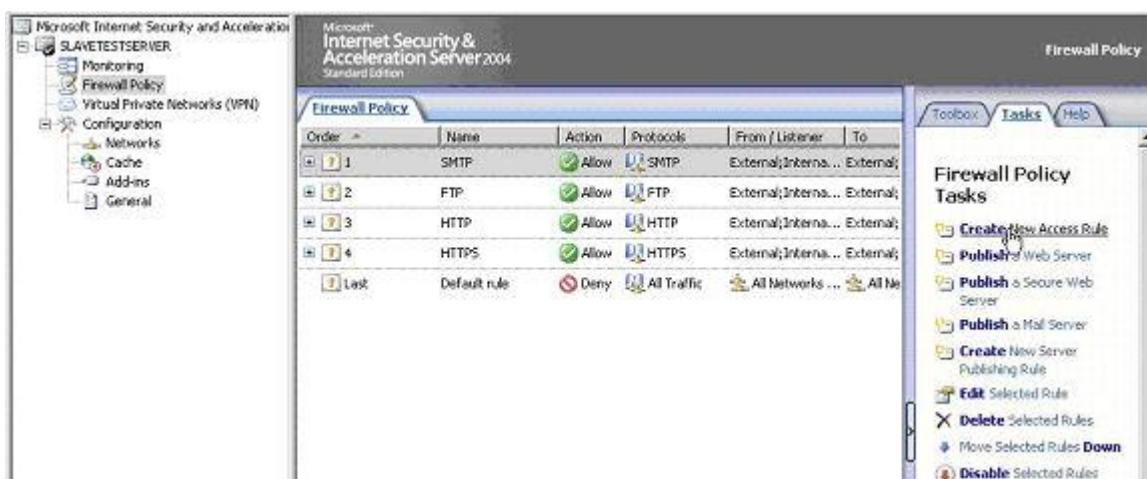 Microsoft Internet Security and Acceleratio
SLAVETESTSERVER
Monitoring
Firewall Policy
Virtual Private Networks (VPN)
Configuration
Networks
Cache
Add-ins
General
Microsoft
Internet Security &
Acceleration Server 2004
Standard Edition
Firewall Policy
Firewall Policy
Order Name Action Protocols From / Listener To
1 SMTP Allow SMTP External;Interna... External;
2 FTP Allow FTP External;Interna... External;
3 HTTP Allow HTTP External;Interna... External;
4 HTTPS Allow HTTPS External;Interna... External;
Last Default rule Deny All Traffic All Networks ... All Ne
Toolbox Tasks Help
Firewall Policy
Tasks
Create New Access Rule
Publish a Web Server
Publish a Secure Web
Server
Publish a Mail Server
Create New Server
Publishing Rule
Edit Selected Rule
Delete Selected Rules
Move Selected Rules Down
Disable Selected Rules